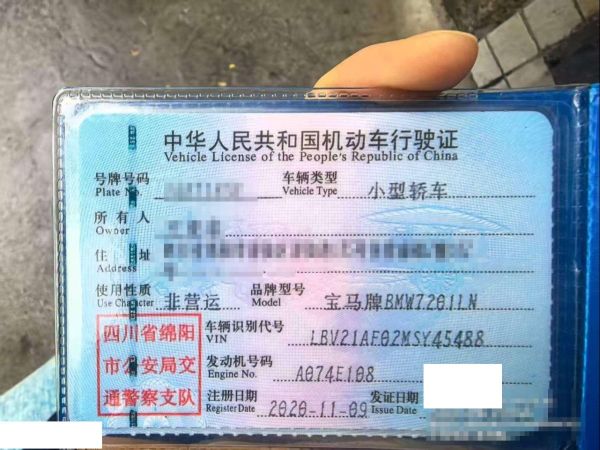 中华人民共和国机动车行驶证
Vehicle License of the People's Republic of China
号牌号码 车辆类型 小型轿车
Plate No. Vehicle Type
所有人
Owner
住址
Address
使用性质 非营运 品牌型号 宝马牌BMW7201LN
Use Character Model
四川省绵阳
市公安局交
通警察支队
车辆识别代号 LBV21AF02MSY45488
VIN
发动机号码 A074E108
Engine No.
注册日期 2020-11-09 发证日期
Register Date Issue Date